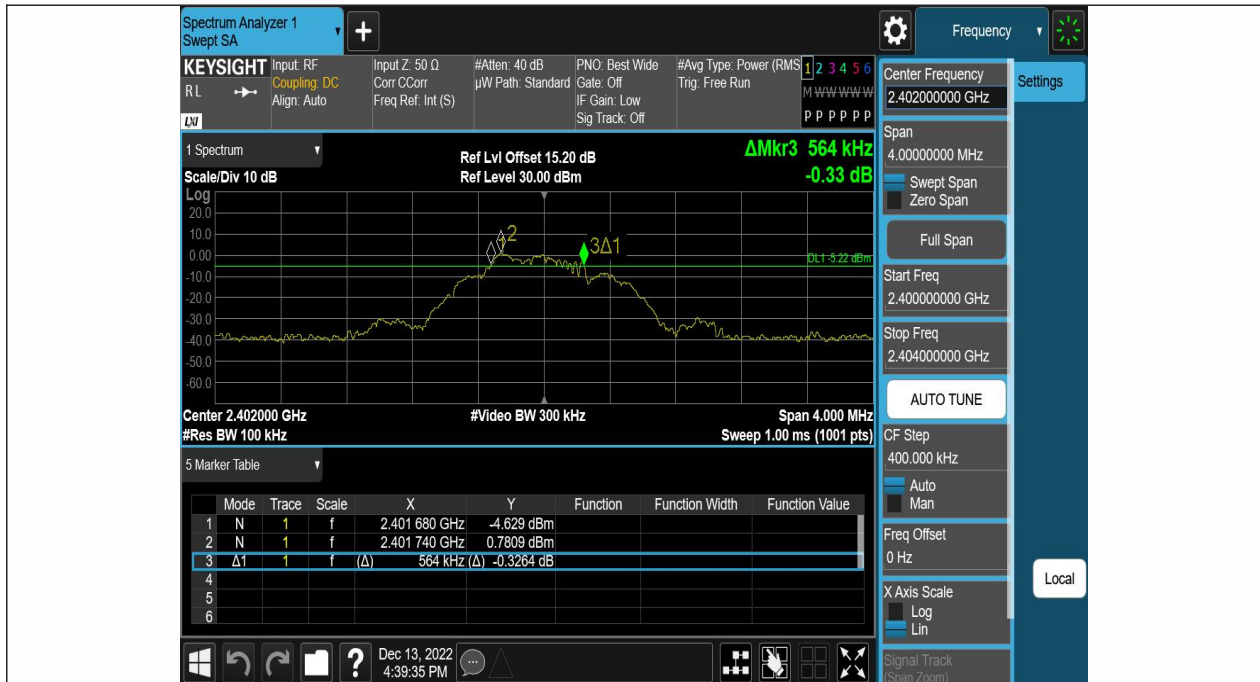 Spectrum Analyzer 1
Swept SA
+
Frequency
KEYSIGHT
RL
LXI
Input: RF
Coupling: DC
Align: Auto
Input Z: 50 Ω
Corr CCorr
Freq Ref: Int (S)
#Atten: 40 dB
µW Path: Standard
PNO: Best Wide
Gate: Off
IF Gain: Low
Sig Track: Off
#Avg Type: Power (RMS
Trig: Free Run
1 2 3 4 5 6
M W W W W W
P P P P P P
1 Spectrum
Scale/Div 10 dB
Ref Lvl Offset 15.20 dB
Ref Level 30.00 dBm
ΔMkr3 564 kHz
-0.33 dB
Log
20.0
10.0
0.00
-10.0
-20.0
-30.0
-40.0
-50.0
-60.0
2
3Δ1
DL1 -5.22 dBm
Center 2.402000 GHz
#Video BW 300 kHz
Span 4.000 MHz
#Res BW 100 kHz
Sweep 1.00 ms (1001 pts)
5 Marker Table
Mode Trace Scale X Y Function Function Width Function Value
1 N 1 f 2.401 680 GHz -4.629 dBm
2 N 1 f 2.401 740 GHz 0.7809 dBm
3 Δ1 1 f (Δ) 564 kHz (Δ) -0.3264 dB
4
5
6
Dec 13, 2022
4:39:35 PM
?
Center Frequency
2.402000000 GHz
Span
4.00000000 MHz
Swept Span
Zero Span
Full Span
Start Freq
2.400000000 GHz
Stop Freq
2.404000000 GHz
AUTO TUNE
CF Step
400.000 kHz
Auto
Man
Freq Offset
0 Hz
X Axis Scale
Log
Lin
Signal Track
(Span Zoom)
Settings
Local